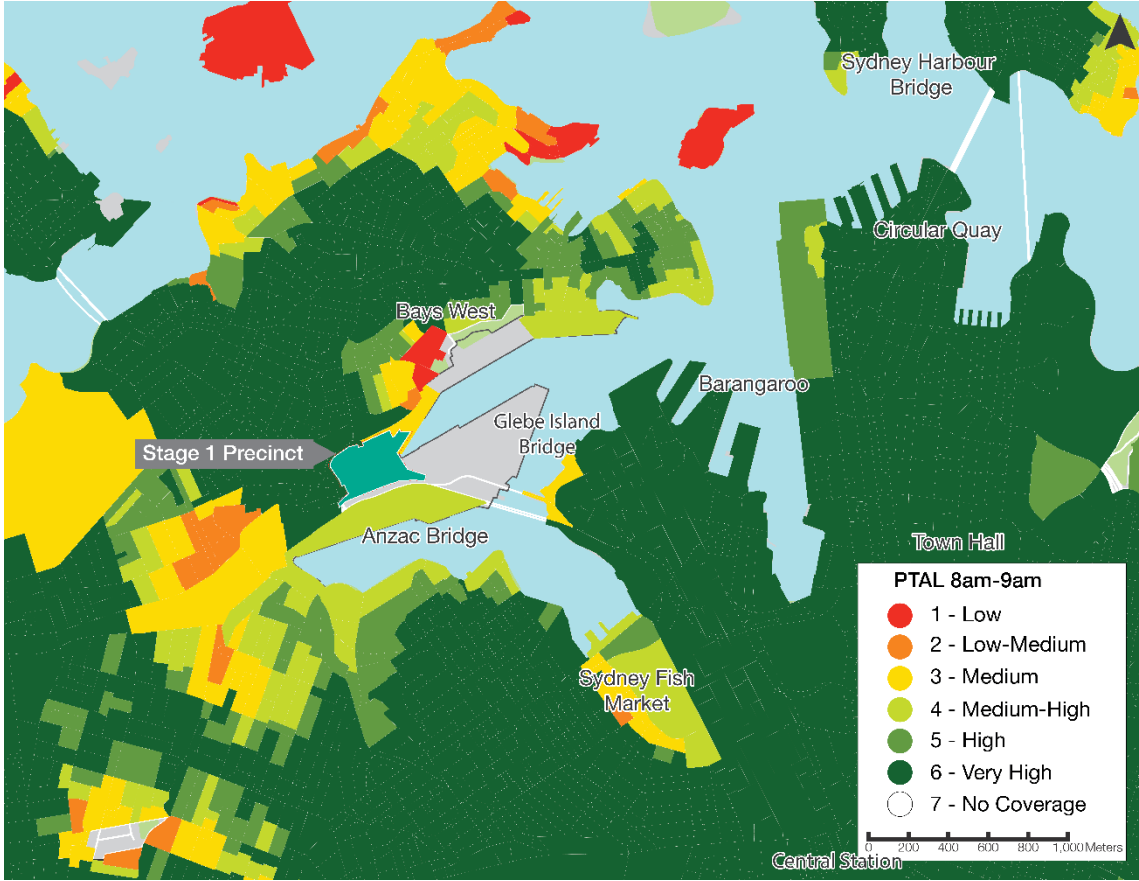 Sydney Harbour
Bridge
Circular Quay
Bays West
Barangaroo
Glebe Island
Bridge
Stage 1 Precinct
Anzac Bridge
Town Hall
Sydney Fish
Market
PTAL 8am-9am
1 - Low
2 - Low-Medium
3 - Medium
4 - Medium-High
5 - High
6 - Very High
7 - No Coverage
0 200 400 600 800 1,000 Meters
Central Station